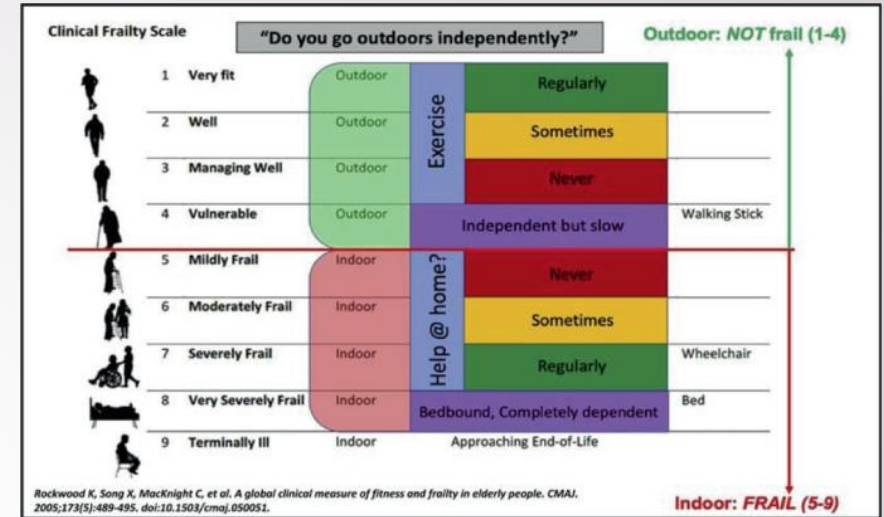 Clinical Frailty Scale
"Do you go outdoors independently?"
Outdoor: NOT frail (1-4)
1 Very fit Outdoor Regularly
2 Well Outdoor Sometimes
Exercise
3 Managing Well Outdoor Never
4 Vulnerable Outdoor Independent but slow Walking Stick
5 Mildly Frail Indoor Never
6 Moderately Frail Indoor Sometimes
Help @ home?
7 Severely Frail Indoor Regularly Wheelchair
8 Very Severely Frail Indoor Bedbound, Completely dependent Bed
9 Terminally Ill Indoor Approaching End-of-Life
Rockwood K, Song X, MacKnight C, et al. A global clinical measure of fitness and frailty in elderly people. CMAJ.
2005;173(5):489-495. doi:10.1503/cmaj.050051.
Indoor: FRAIL (5-9)